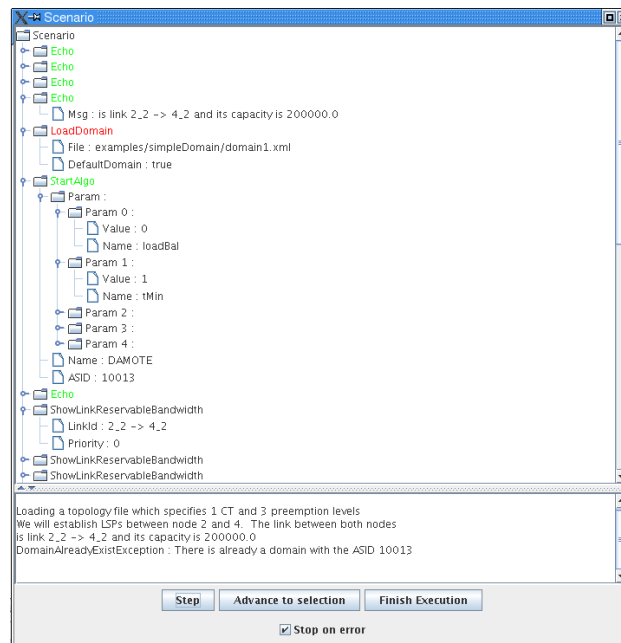 Scenario
Scenario
Echo
Echo
Echo
Echo
Msg : is link 2_2 -> 4_2 and its capacity is 200000.0
LoadDomain
File : examples/simpleDomain/domain1.xml
DefaultDomain : true
StartAlgo
Param :
Param 0 :
Value : 0
Name : loadBal
Param 1 :
Value : 1
Name : tMin
Param 2 :
Param 3 :
Param 4 :
Name : DAMOTE
ASID : 10013
Echo
ShowLinkReservableBandwidth
LinkId : 2_2 -> 4_2
Priority : 0
ShowLinkReservableBandwidth
ShowLinkReservableBandwidth
Loading a topology file which specifies 1 CT and 3 preemption levels
We will establish LSPs between node 2 and 4. The link between both nodes
is link 2_2 -> 4_2 and its capacity is 200000.0
DomainAlreadyExistException : There is already a domain with the ASID 10013
Step Advance to selection Finish Execution
Stop on error